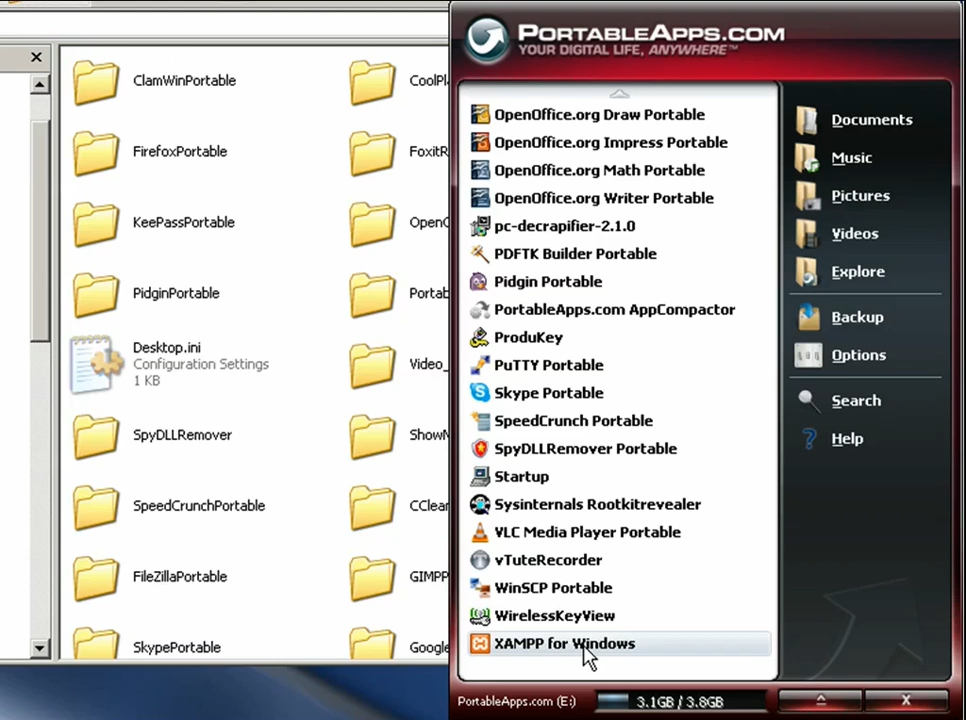 ClamWinPortable
CoolPl
FirefoxPortable
FoxitR
KeePassPortable
OpenC
PidginPortable
Portab
Desktop.ini
Configuration Settings
1 KB
Video_
SpyDLLRemover
ShowM
SpeedCrunchPortable
CClear
FileZillaPortable
GIMPP
SkypePortable
Google
PORTABLEAPPS.COM
YOUR DIGITAL LIFE, ANYWHERE™
OpenOffice.org Draw Portable
OpenOffice.org Impress Portable
OpenOffice.org Math Portable
OpenOffice.org Writer Portable
pc-decrapifier-2.1.0
PDFTK Builder Portable
Pidgin Portable
PortableApps.com AppCompactor
ProduKey
PuTTY Portable
Skype Portable
SpeedCrunch Portable
SpyDLLRemover Portable
Startup
Sysinternals Rootkitrevealer
VLC Media Player Portable
vTuteRecorder
WinSCP Portable
WirelessKeyView
XAMPP for Windows
Documents
Music
Pictures
Videos
Explore
Backup
Options
Search
Help
PortableApps.com (E:)
3.1GB / 3.8GB